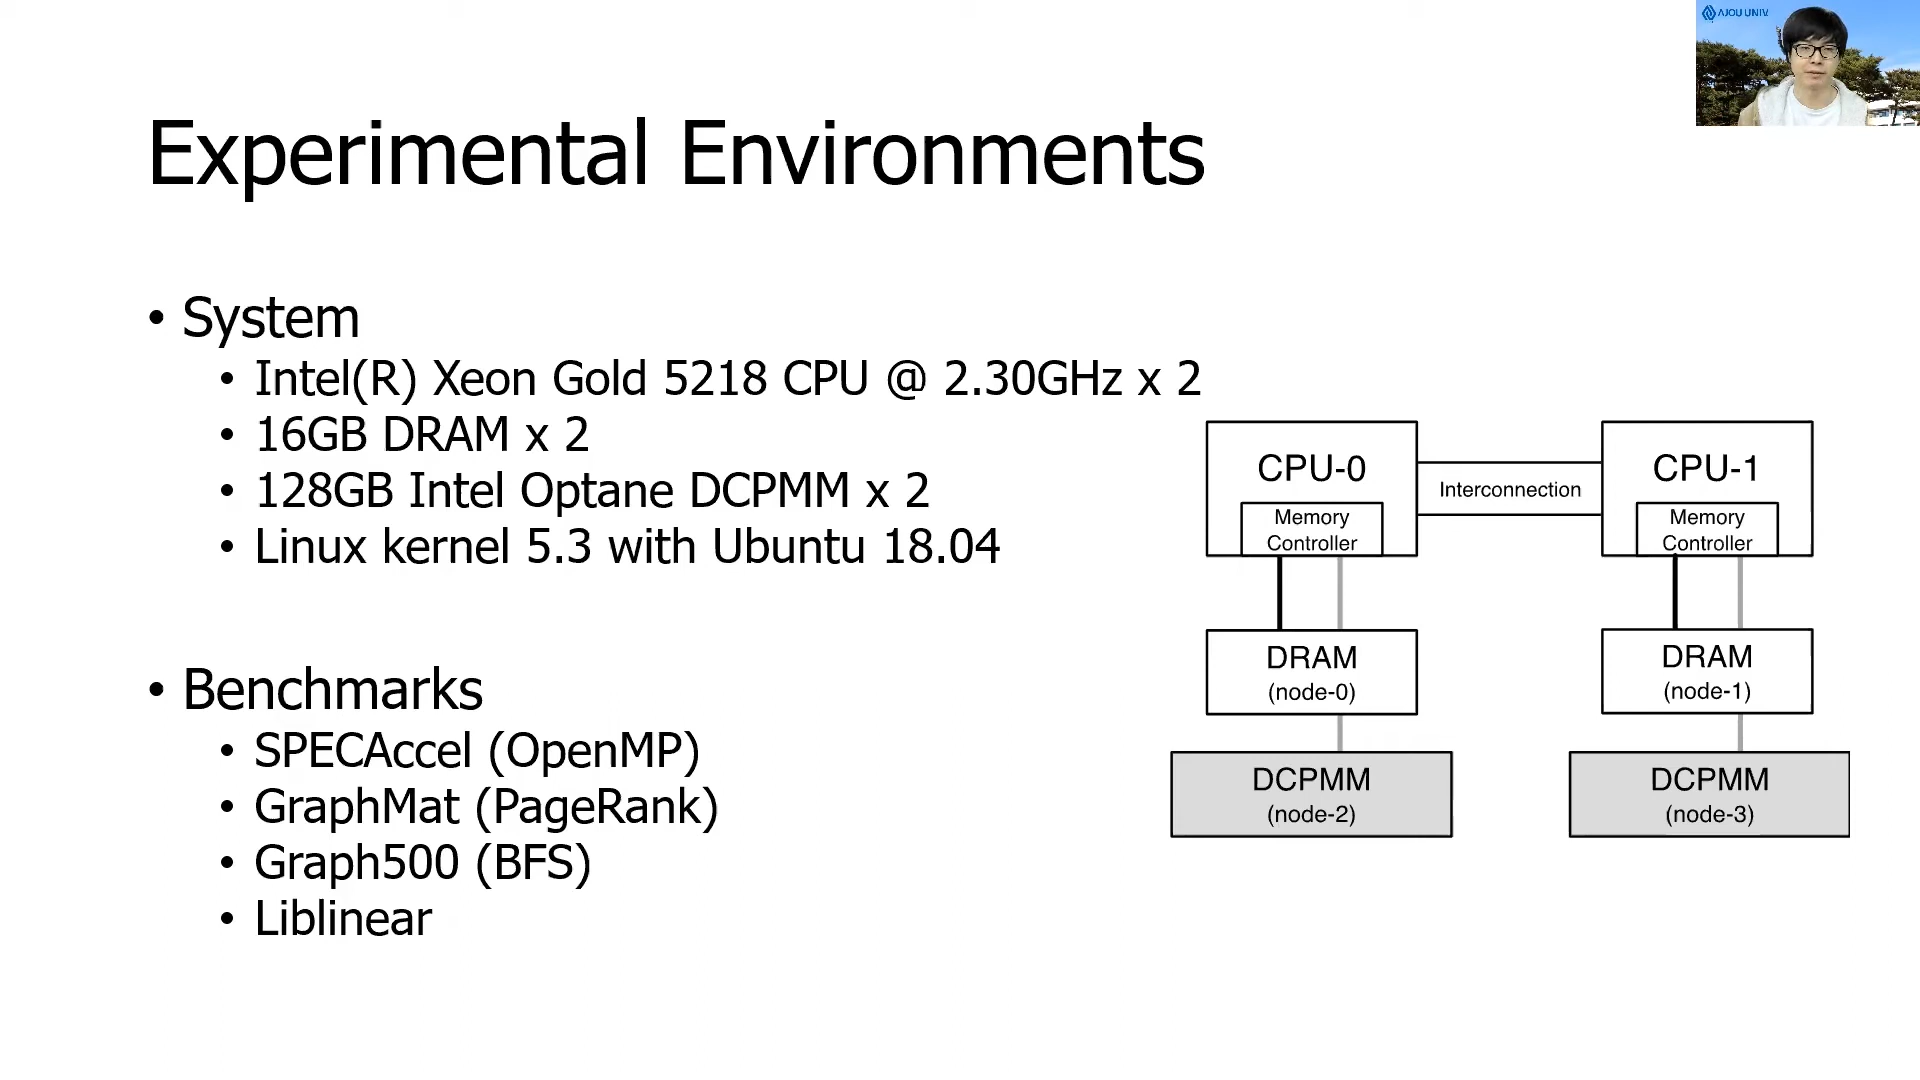 AJOU UNIV.
Experimental Environments
• System
• Intel(R) Xeon Gold 5218 CPU @ 2.30GHz x 2
• 16GB DRAM x 2
• 128GB Intel Optane DCPMM x 2
• Linux kernel 5.3 with Ubuntu 18.04
• Benchmarks
• SPECAccel (OpenMP)
• GraphMat (PageRank)
• Graph500 (BFS)
• Liblinear
CPU-0
Memory
Controller
Interconnection
CPU-1
Memory
Controller
DRAM
(node-0)
DRAM
(node-1)
DCPMM
(node-2)
DCPMM
(node-3)